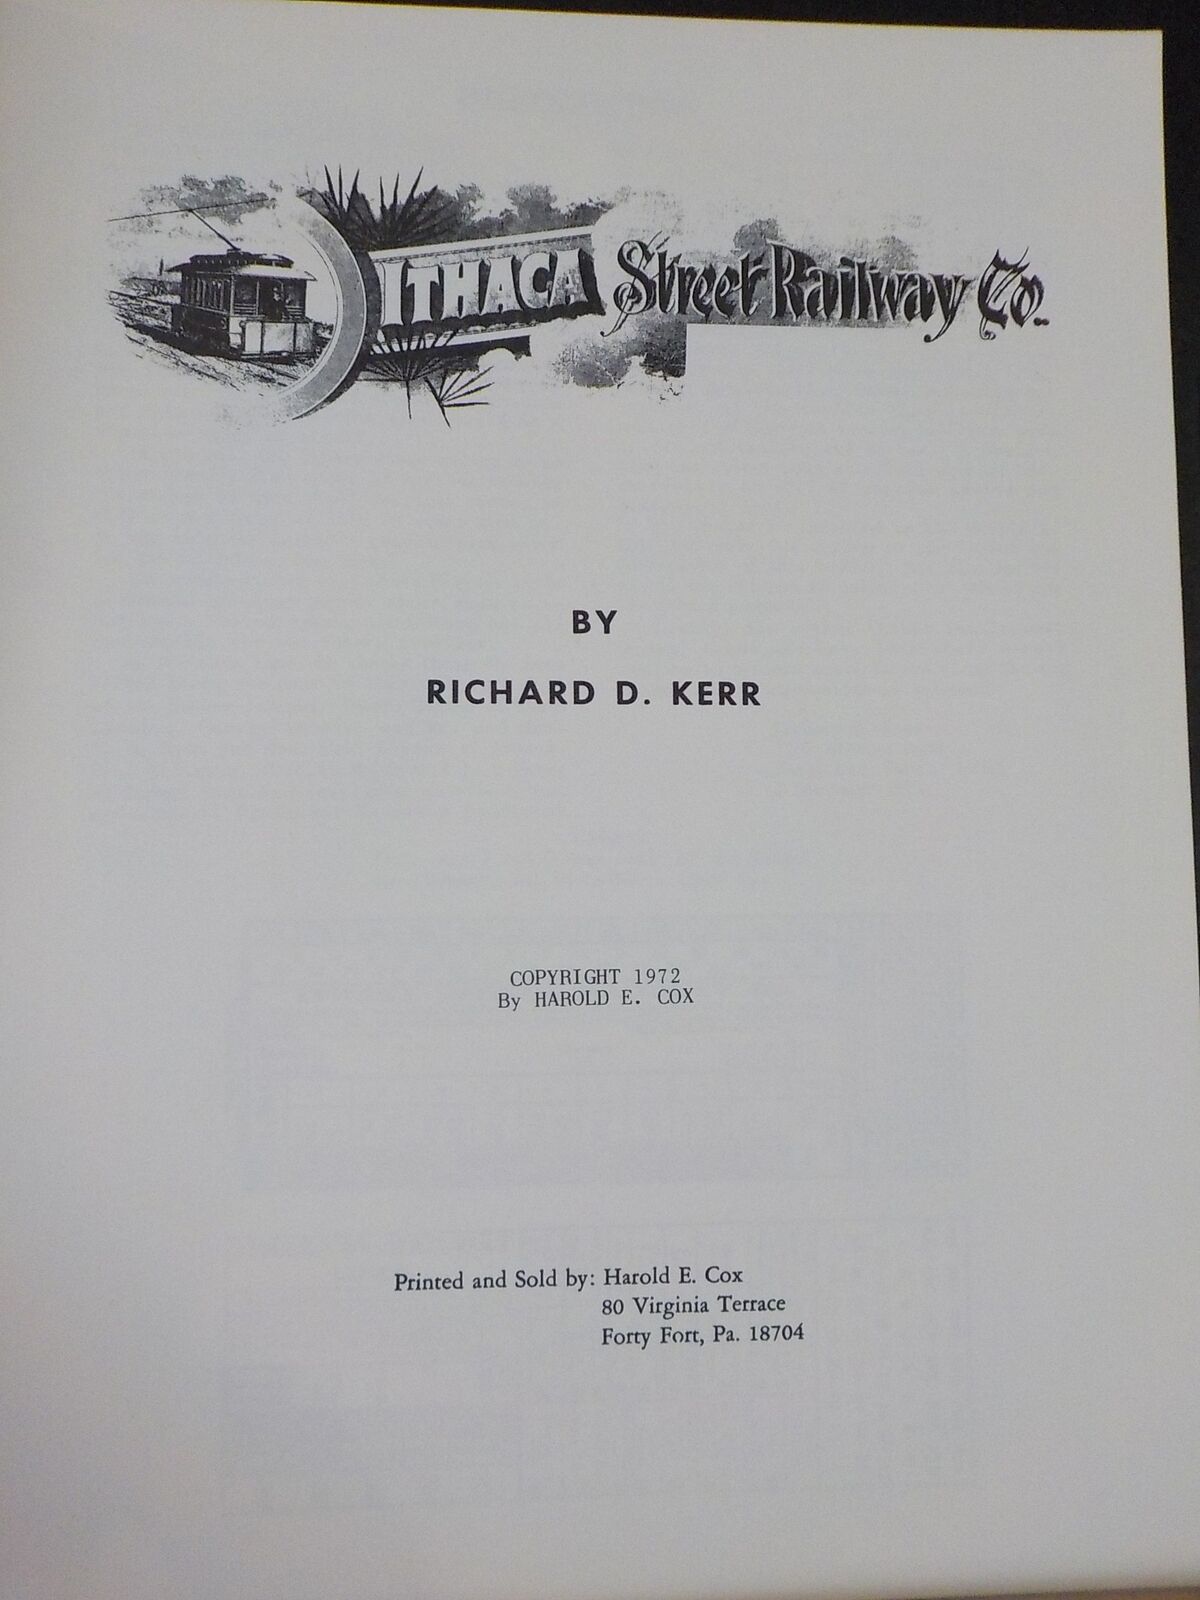 ITHACA Street Railway Co.
BY
RICHARD D. KERR
COPYRIGHT 1972
By HAROLD E. COX
Printed and Sold by: Harold E. Cox
80 Virginia Terrace
Forty Fort, Pa. 18704